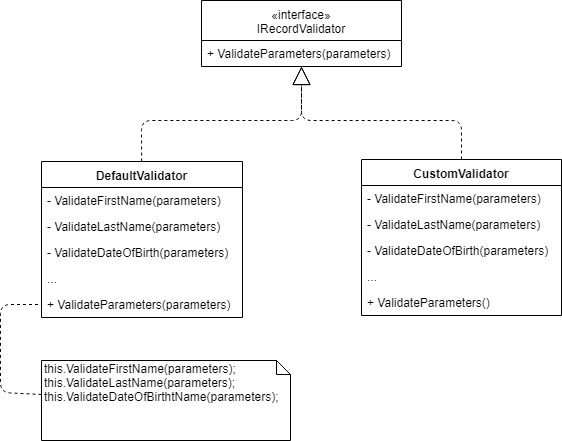 «interface»
IRecordValidator
+ ValidateParameters(parameters)
DefaultValidator
- ValidateFirstName(parameters)
- ValidateLastName(parameters)
- ValidateDateOfBirth(parameters)
...
+ ValidateParameters(parameters)
CustomValidator
- ValidateFirstName(parameters)
- ValidateLastName(parameters)
- ValidateDateOfBirth(parameters)
...
+ ValidateParameters()
this.ValidateFirstName(parameters);
this.ValidateLastName(parameters);
this.ValidateDateOfBirthtName(parameters);